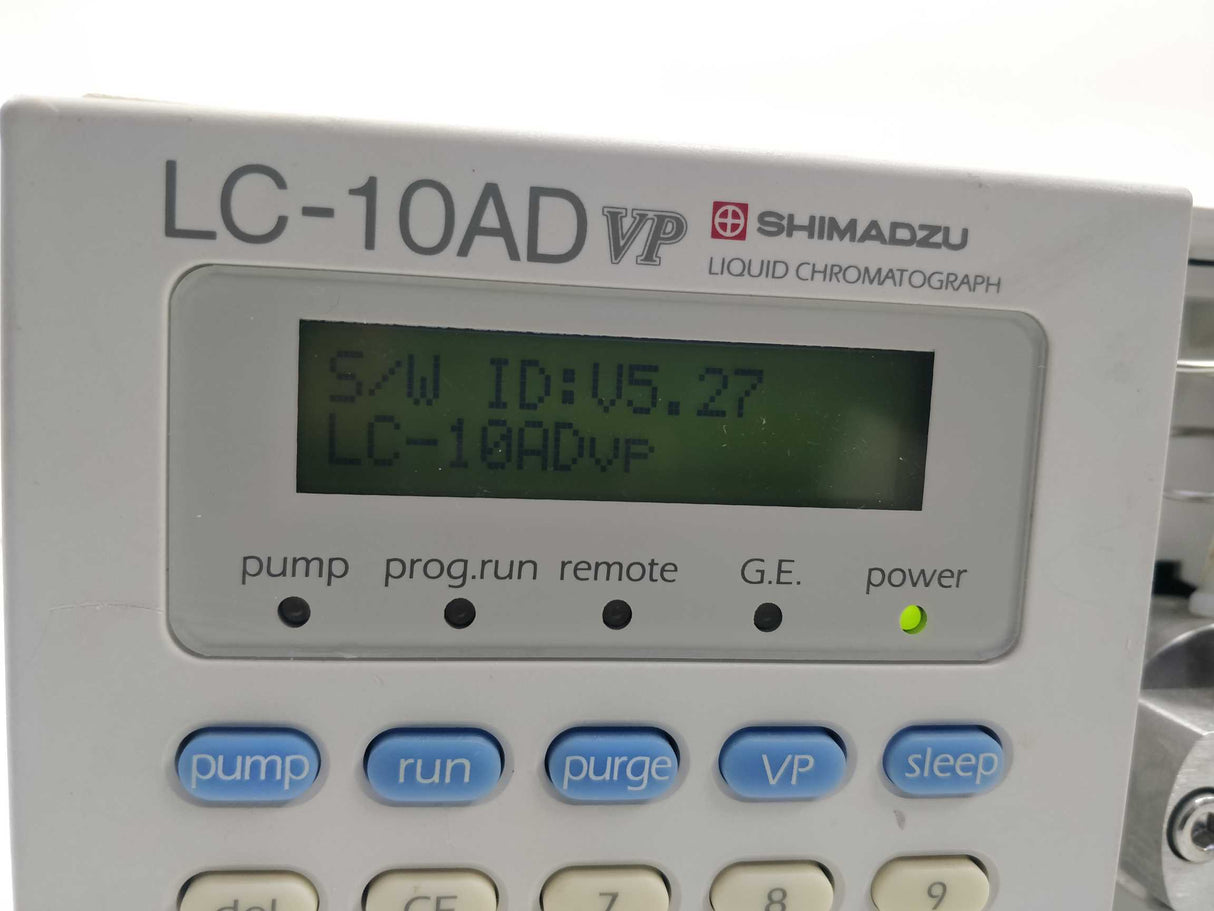 LC-10AD VP SHIMADZU
LIQUID CHROMATOGRAPH
S/W ID:V5.27
LC-10ADVP
pump prog.run remote G.E. power
pump run purge VP sleep
del CE 7 8 9